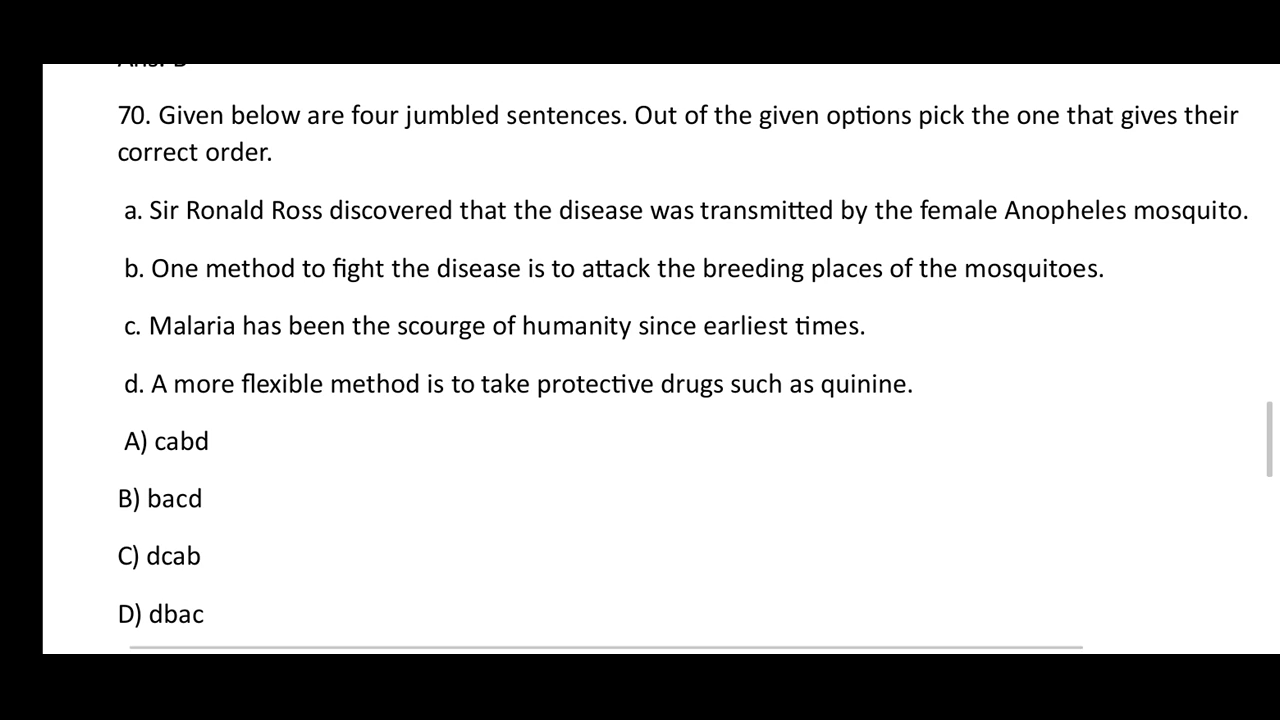 70. Given below are four jumbled sentences. Out of the given options pick the one that gives their
correct order.
a. Sir Ronald Ross discovered that the disease was transmitted by the female Anopheles mosquito.
b. One method to fight the disease is to attack the breeding places of the mosquitoes.
c. Malaria has been the scourge of humanity since earliest times.
d. A more flexible method is to take protective drugs such as quinine.
A) cabd
B) bacd
C) dcab
D) dbac